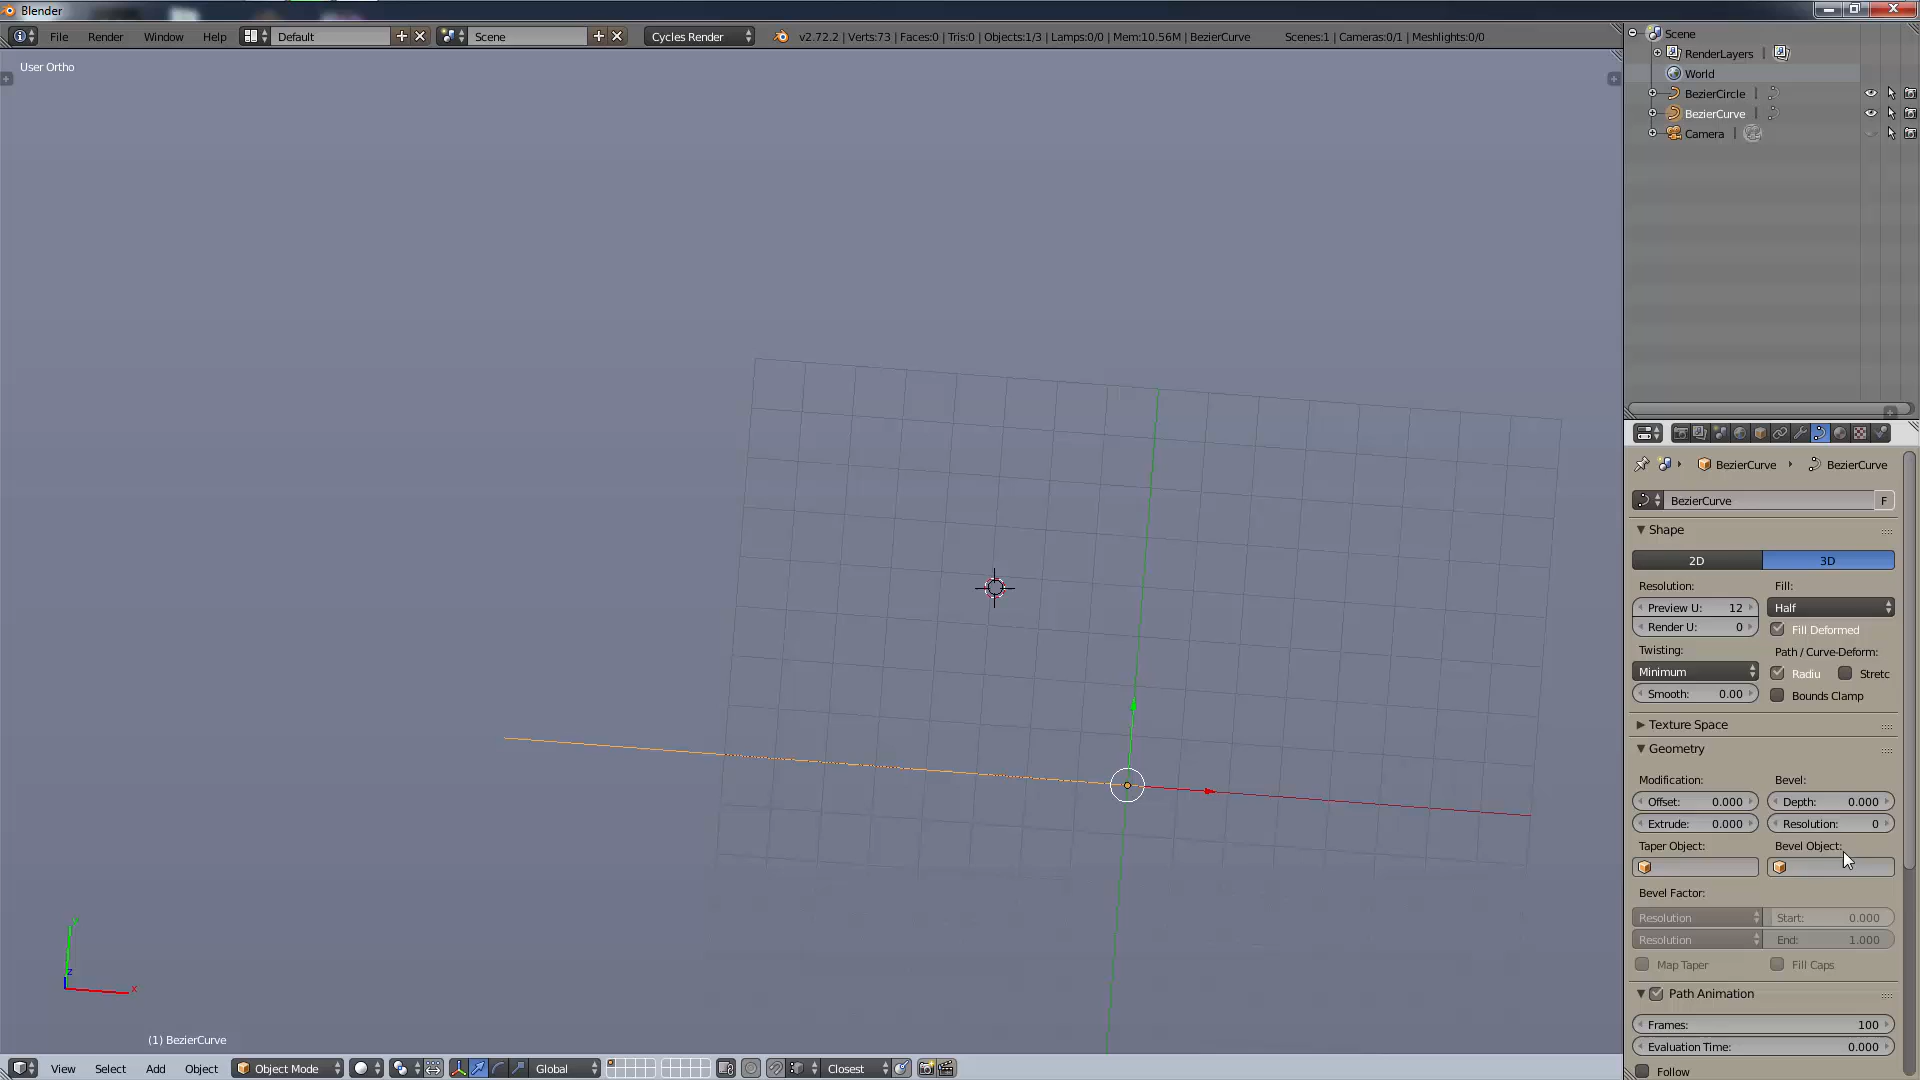 Blender
File Render Window Help Default Scene Cycles Render v2.72.2 | Verts:73 | Faces:0 | Tris:0 | Objects:1/3 | Lamps:0/0 | Mem:10.56M | BezierCurve Scenes:1 | Cameras:0/1 | Meshlights:0/0
User Ortho
Scene
RenderLayers |
World
BezierCircle |
BezierCurve |
Camera |
BezierCurve BezierCurve
BezierCurve F
Shape
2D 3D
Resolution: Fill:
Preview U: 12 Half
Render U: 0 Fill Deformed
Twisting: Path / Curve-Deform:
Minimum Radiu Stretc
Smooth: 0.00 Bounds Clamp
Texture Space
Geometry
Modification: Bevel:
Offset: 0.000 Depth: 0.000
Extrude: 0.000 Resolution: 0
Taper Object: Bevel Object:
Bevel Factor:
Resolution Start: 0.000
Resolution End: 1.000
Map Taper Fill Caps
Path Animation
Frames: 100
Evaluation Time: 0.000
Follow
y
z
x
(1) BezierCurve
View Select Add Object Object Mode Global Closest